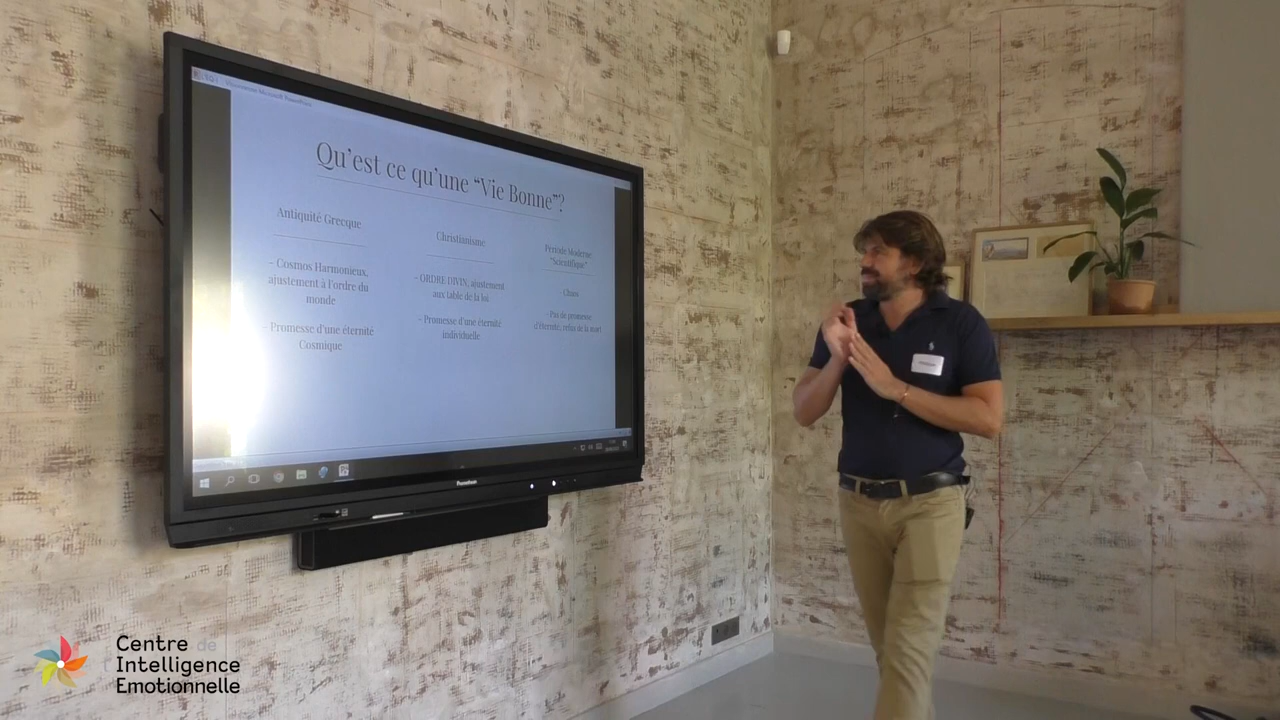 Qu'est ce qu'une “Vie Bonne”?
Antiquité Grecque
- Cosmos Harmonieux,
ajustement à l'ordre du
monde
- Promesse d'une éternité
Cosmique
Christianisme
- ORDRE DIVIN, ajustement
aux table de la loi
- Promesse d'une éternité
individuelle
Période Moderne:
"Scientifique"
- Chaos
- Pas de promesse
d'éternité, refus de la mort
Promethean
Centre de
l'Intelligence
Emotionnelle